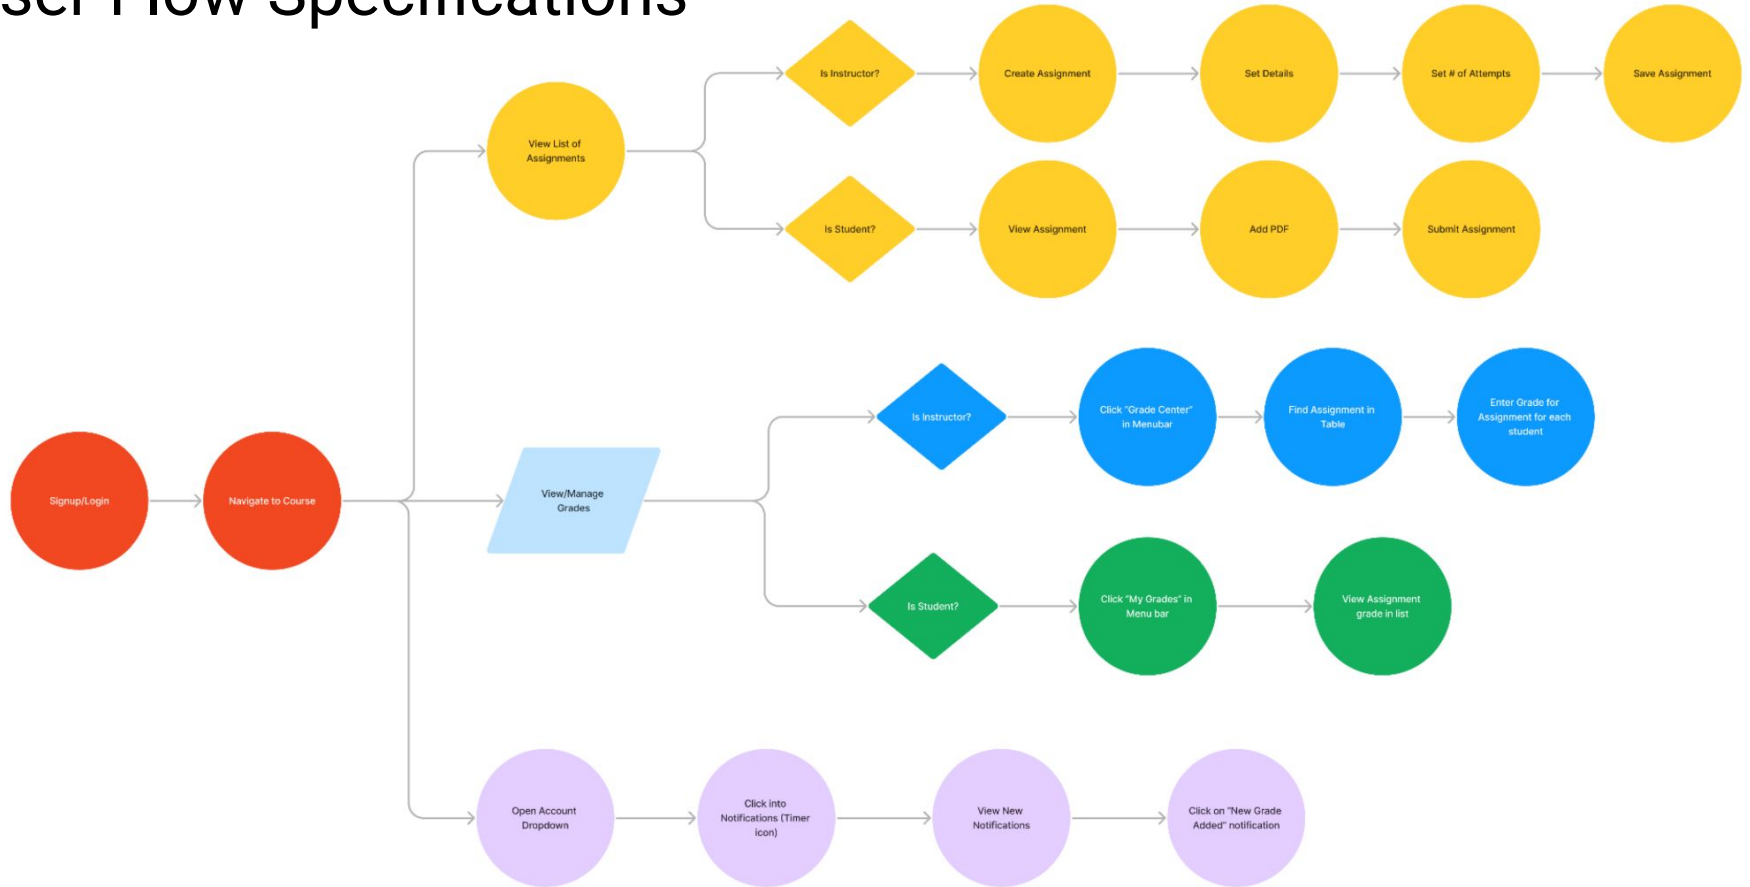 ser Flow Specifications
Is Instructor?
Create Assignment
Set Details
Set # of Attempts
Save Assignment
View List of
Assignments
Is Student?
View Assignment
Add PDF
Submit Assignment
Is Instructor?
Click "Grade Center"
in Menubar
Find Assignment in
Table
Enter Grade for
Assignment for each
student
Signup/Login
Navigate to Course
View/Manage
Grades
Is Student?
Click "My Grades" in
Menu bar
View Assignment
grade in list
Open Account
Dropdown
Click into
Notifications (Timer
icon)
View New
Notifications
Click on "New Grade
Added" notification